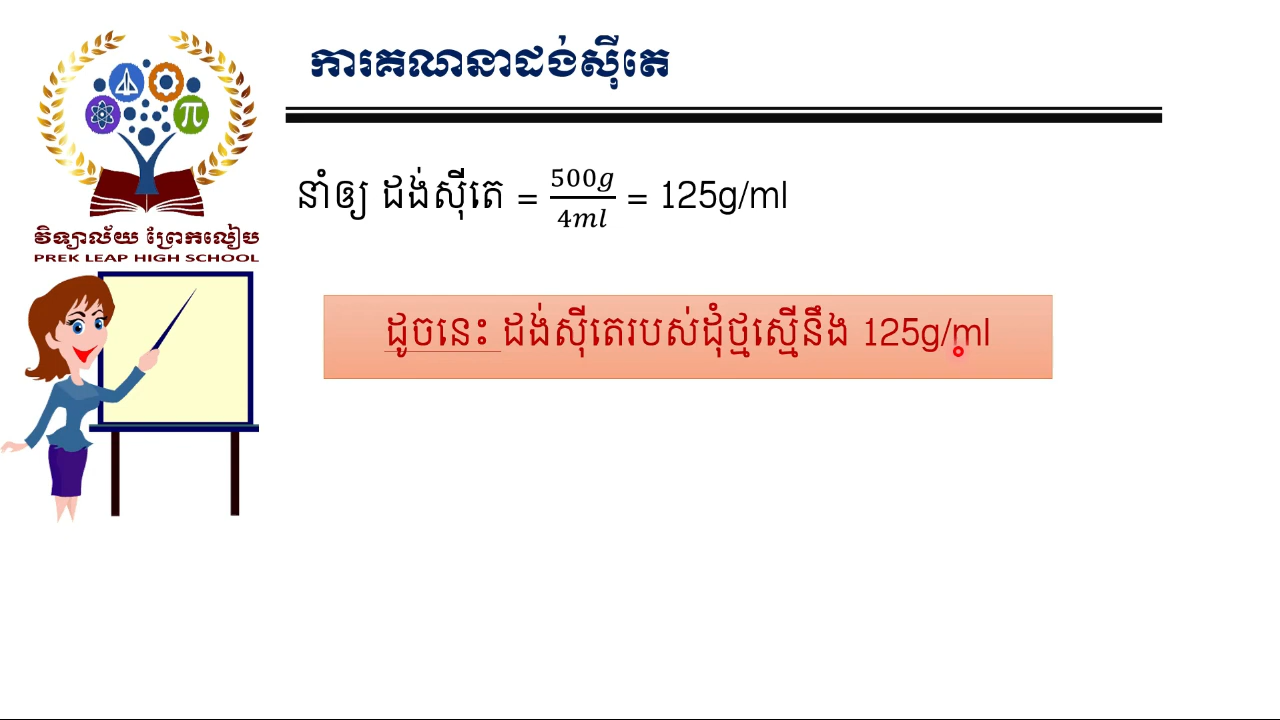 ការគណនាដង់ស៊ីតេ
វិទ្យាល័យ ព្រែកលៀប
PREK LEAP HIGH SCHOOL
នាំឲ្យ ដង់ស៊ីតេ = 500g/4ml = 125g/ml
ដូចនេះ ដង់ស៊ីតេរបស់ដុំថ្មស្មើនឹង 125g/ml